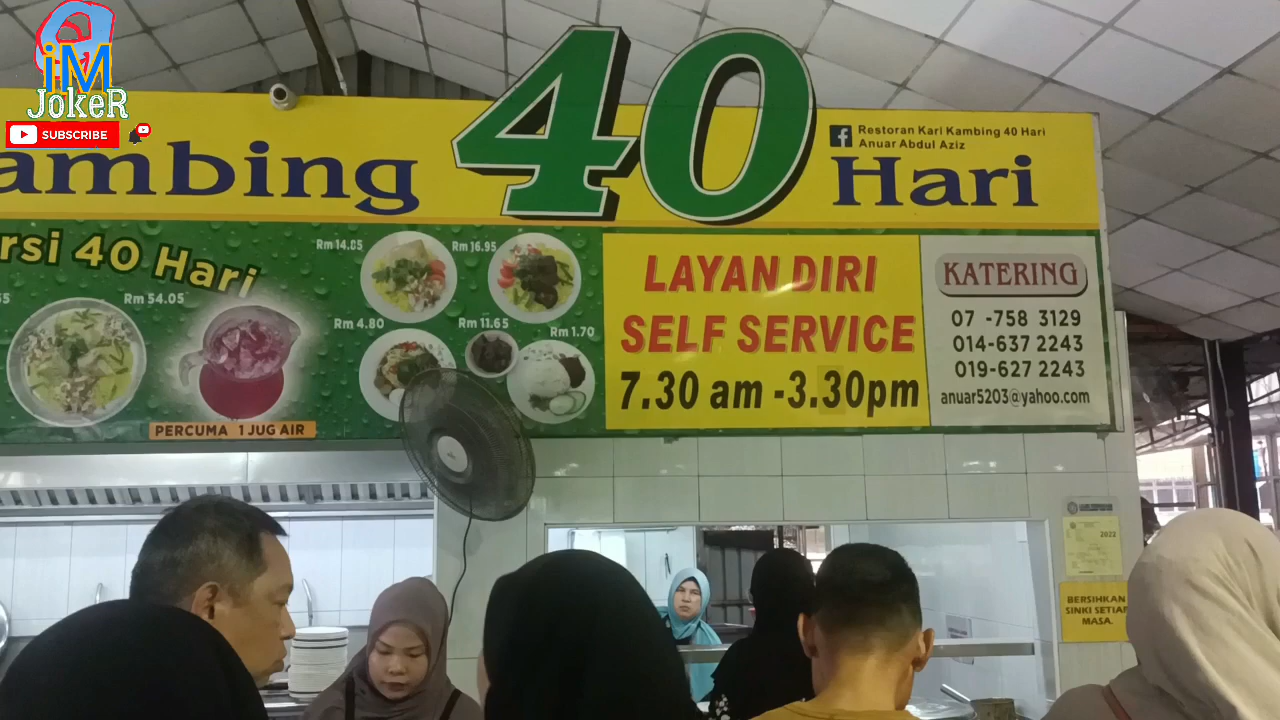 iM
JokeR
SUBSCRIBE
ambing 40 Hari
Restoran Kari Kambing 40 Hari
Anuar Abdul Aziz
rsi 40 Hari
Rm 54.05
PERCUMA 1 JUG AIR
Rm 14.85
Rm 16.95
Rm 4.80
Rm 11.65
Rm 1.70
LAYAN DIRI
SELF SERVICE
7.30 am -3.30pm
KATERING
07 -758 3129
014-637 2243
019-627 2243
anuar5203@yahoo.com
2022
BERSIHKAN
SINKI SETIAP
MASA.